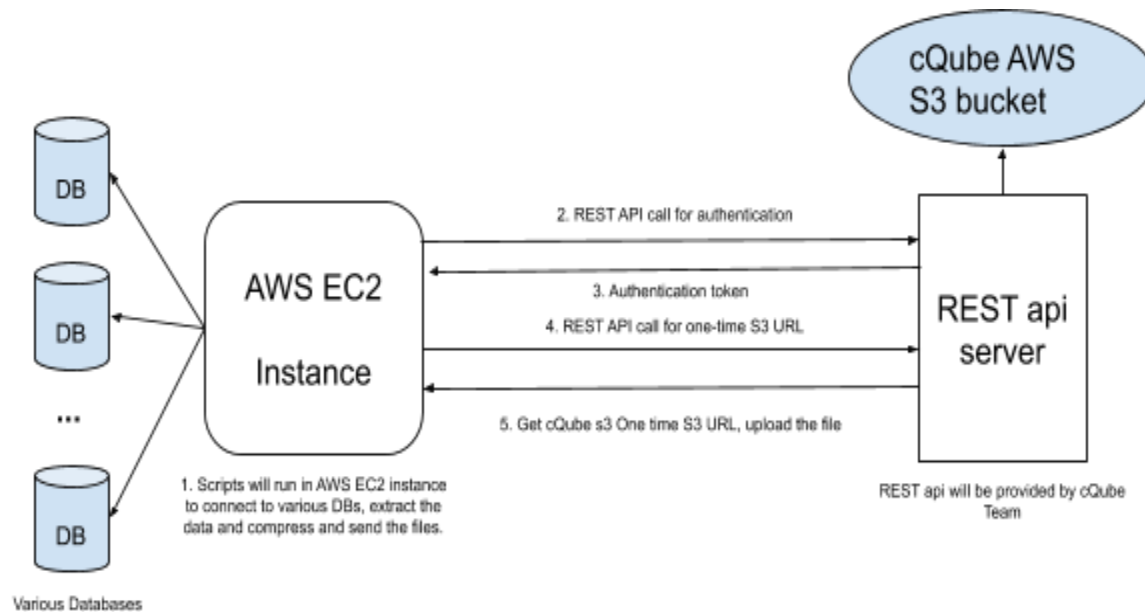 cQube AWS
S3 bucket
DB
DB
...
DB
Various Databases
AWS EC2
Instance
1. Scripts will run in AWS EC2 instance
to connect to various DBs, extract the
data and compress and send the files.
2. REST API call for authentication
3. Authentication token
4. REST API call for one-time S3 URL
5. Get cQube s3 One time S3 URL, upload the file
REST api
server
REST api will be provided by cQube
Team